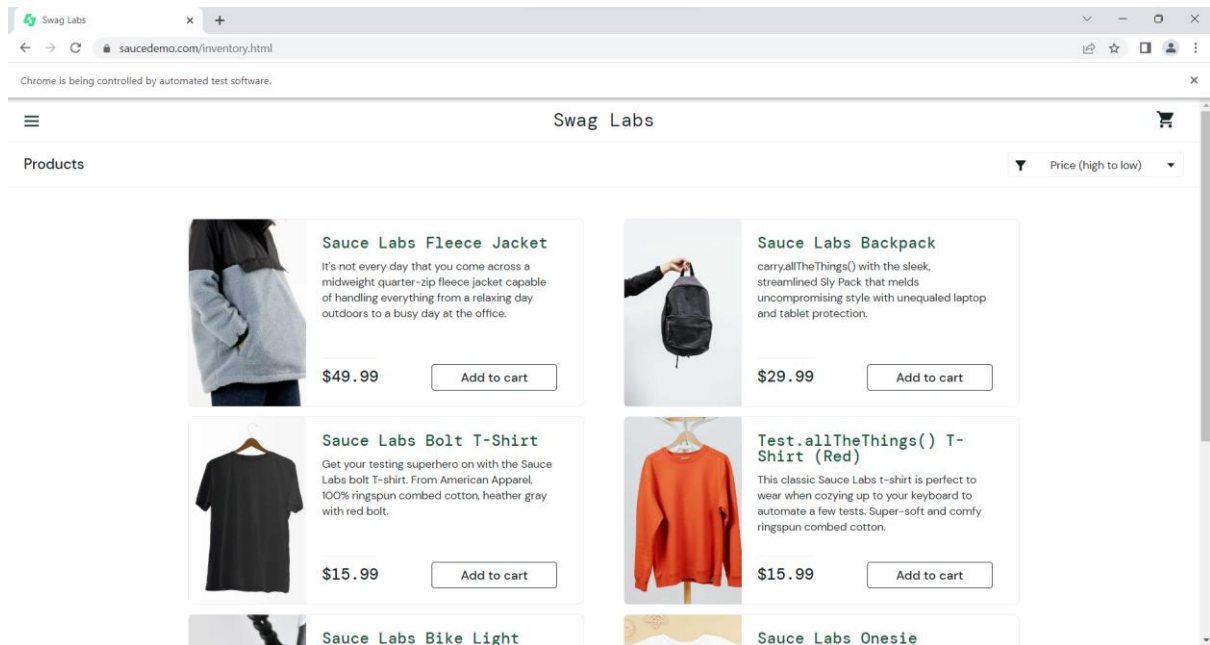 Swag Labs
saucedemo.com/inventory.html
Chrome is being controlled by automated test software.
Swag Labs
Products
Price (high to low)
Sauce Labs Fleece Jacket
It's not every day that you come across a
midweight quarter-zip fleece jacket capable
of handling everything from a relaxing day
outdoors to a busy day at the office.
$49.99
Add to cart
Sauce Labs Backpack
carry.allTheThings() with the sleek,
streamlined Sly Pack that melds
uncompromising style with unequaled laptop
and tablet protection.
$29.99
Add to cart
Sauce Labs Bolt T-Shirt
Get your testing superhero on with the Sauce
Labs bolt T-shirt. From American Apparel,
100% ringspun combed cotton, heather gray
with red bolt.
$15.99
Add to cart
Test.allTheThings() T-
Shirt (Red)
This classic Sauce Labs t-shirt is perfect to
wear when cozying up to your keyboard to
automate a few tests. Super-soft and comfy
ringspun combed cotton.
$15.99
Add to cart
Sauce Labs Bike Light
Sauce Labs Onesie